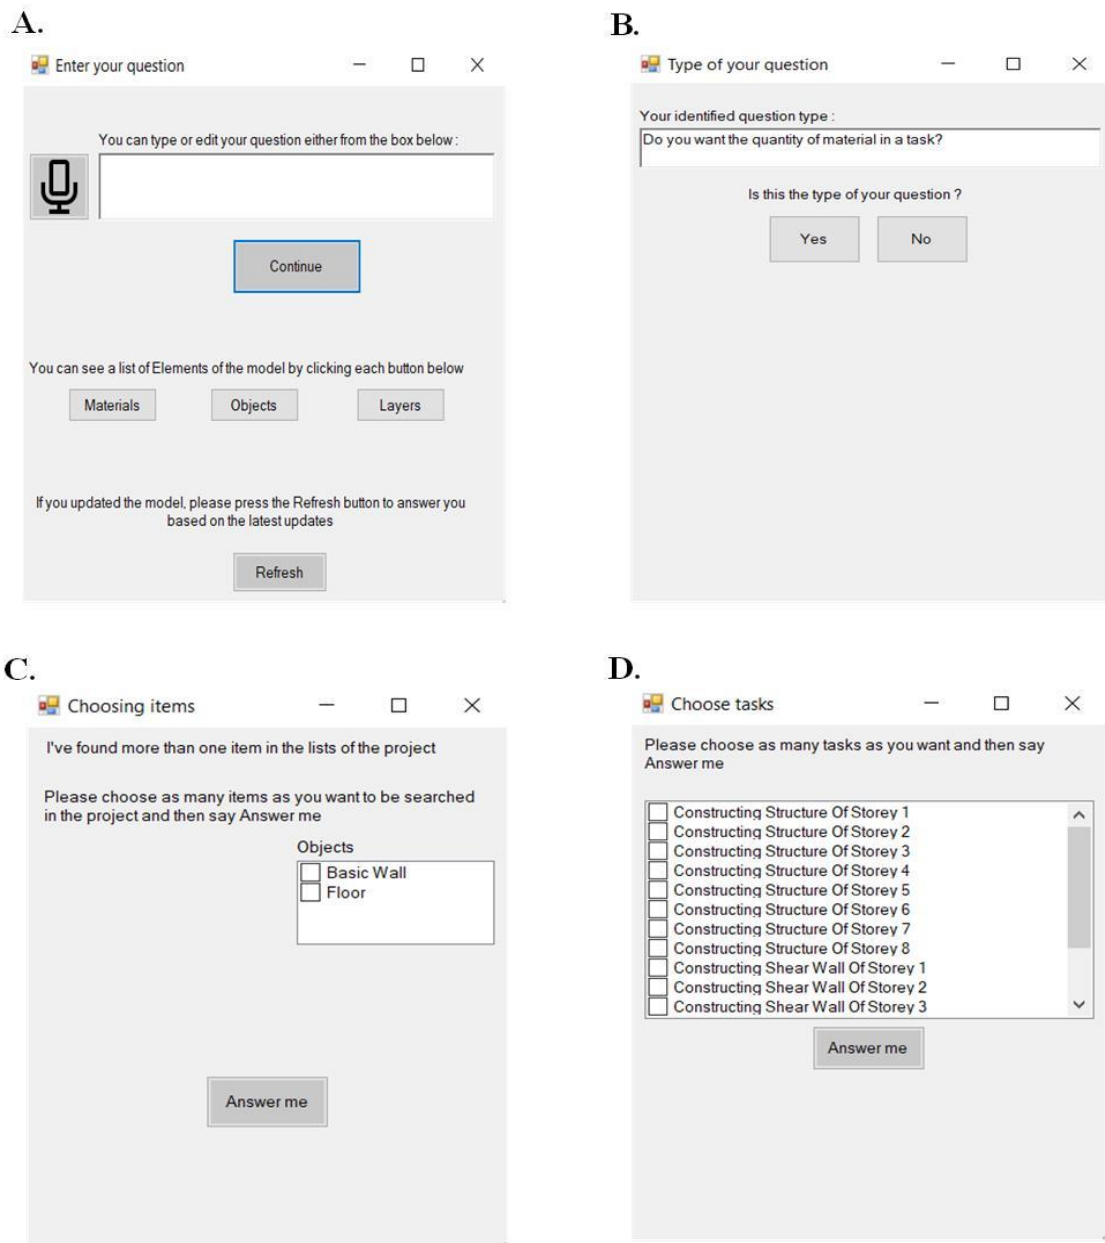 A.
Enter your question
You can type or edit your question either from the box below :
Continue
You can see a list of Elements of the model by clicking each button below
Materials Objects Layers
If you updated the model, please press the Refresh button to answer you
based on the latest updates
Refresh
B.
Type of your question
Your identified question type :
Do you want the quantity of material in a task?
Is this the type of your question ?
Yes No
C.
Choosing items
I've found more than one item in the lists of the project
Please choose as many items as you want to be searched
in the project and then say Answer me
Objects
Basic Wall
Floor
Answer me
D.
Choose tasks
Please choose as many tasks as you want and then say
Answer me
Constructing Structure Of Storey 1
Constructing Structure Of Storey 2
Constructing Structure Of Storey 3
Constructing Structure Of Storey 4
Constructing Structure Of Storey 5
Constructing Structure Of Storey 6
Constructing Structure Of Storey 7
Constructing Structure Of Storey 8
Constructing Shear Wall Of Storey 1
Constructing Shear Wall Of Storey 2
Constructing Shear Wall Of Storey 3
Answer me